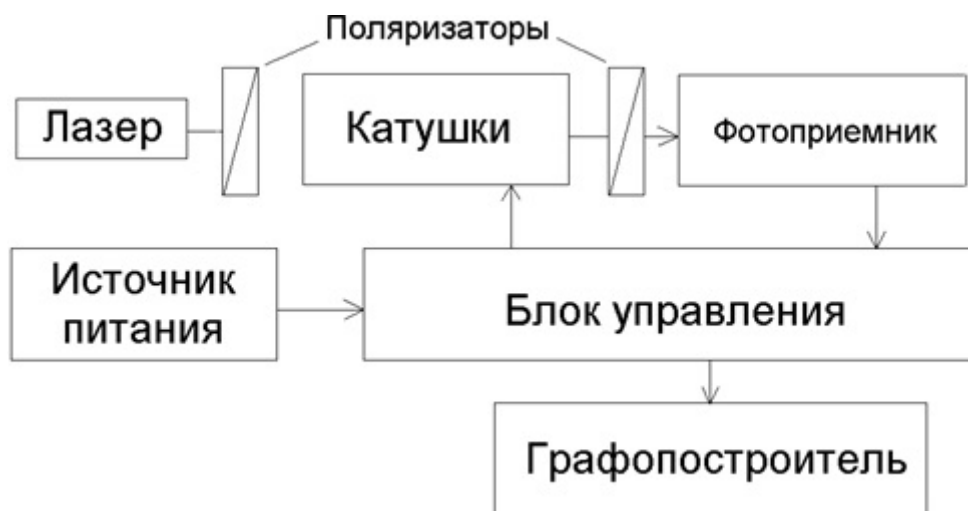 Поляризаторы
Лазер
Катушки
Фотоприемник
Источник
питания
Блок управления
Графопостроитель